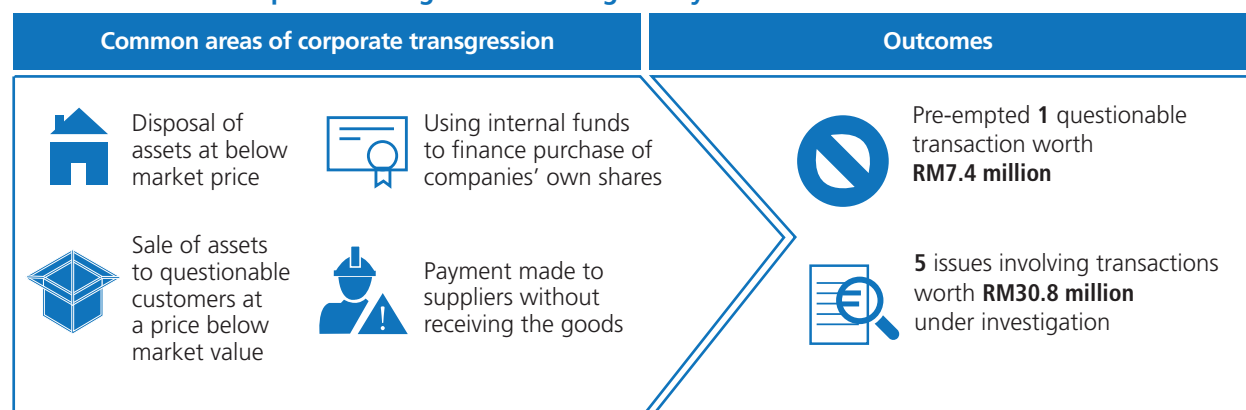 Common areas of corporate transgression
Outcomes
Disposal of
assets at below
market price
Using internal funds
to finance purchase of
companies’ own shares
Sale of assets
to questionable
customers at
a price below
market value
Payment made to
suppliers without
receiving the goods
Pre-empted 1 questionable
transaction worth
RM7.4 million
5 issues involving transactions
worth RM30.8 million
under investigation